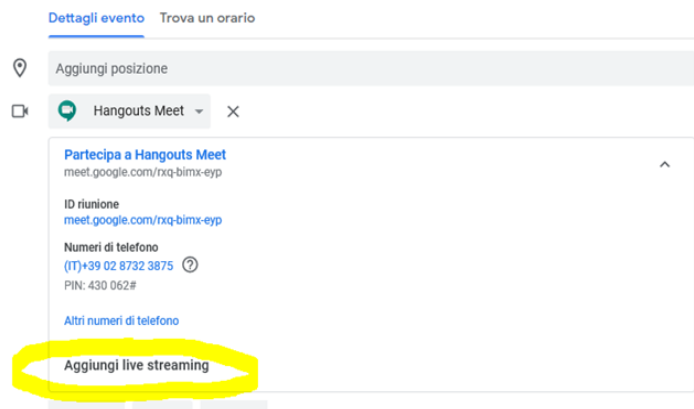 Dettagli evento Trova un orario
Aggiungi posizione
Hangouts Meet
Partecipa a Hangouts Meet
meet.google.com/rxq-bimx-eyp
ID riunione
meet.google.com/rxq-bimx-eyp
Numeri di telefono
(IT)+39 02 8732 3875
PIN: 430 062#
Altri numeri di telefono
Aggiungi live streaming